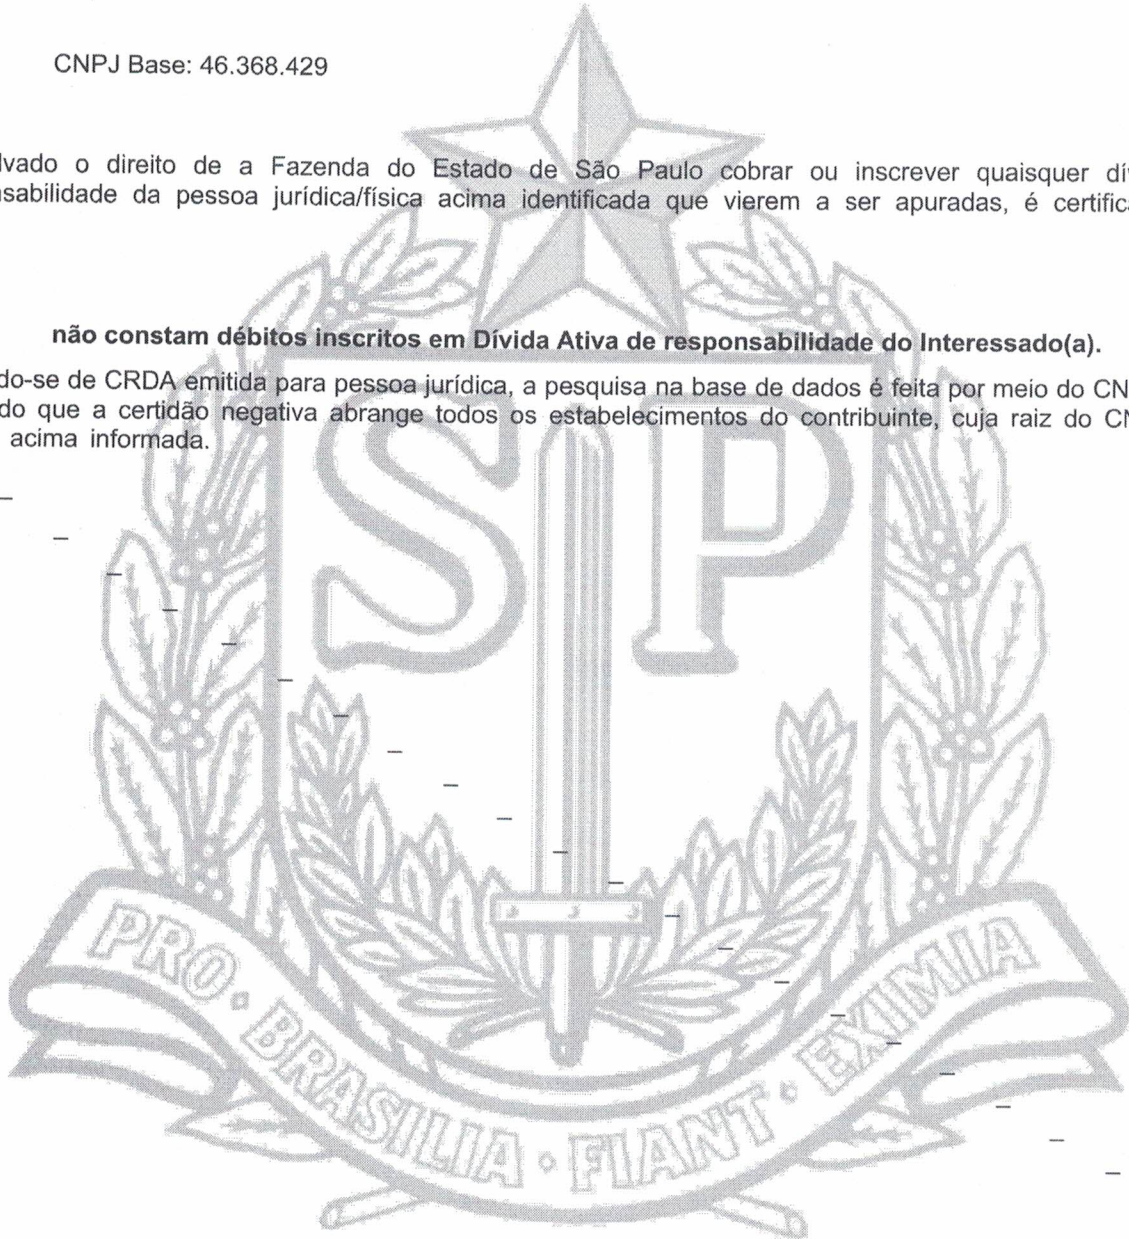 CNPJ Base: 46.368.429
lvado o direito de a Fazenda do Estado de São Paulo cobrar ou inscrever quaisquer dív
nsabilidade da pessoa jurídica/física acima identificada que vierem a ser apuradas, é certifica
não constam débitos inscritos em Dívida Ativa de responsabilidade do Interessado(a).
do-se de CRDA emitida para pessoa jurídica, a pesquisa na base de dados é feita por meio do CN
do que a certidão negativa abrange todos os estabelecimentos do contribuinte, cuja raiz do CN
acima informada.
SP
PRO · BRASILIA · FIANT · EXIMIA